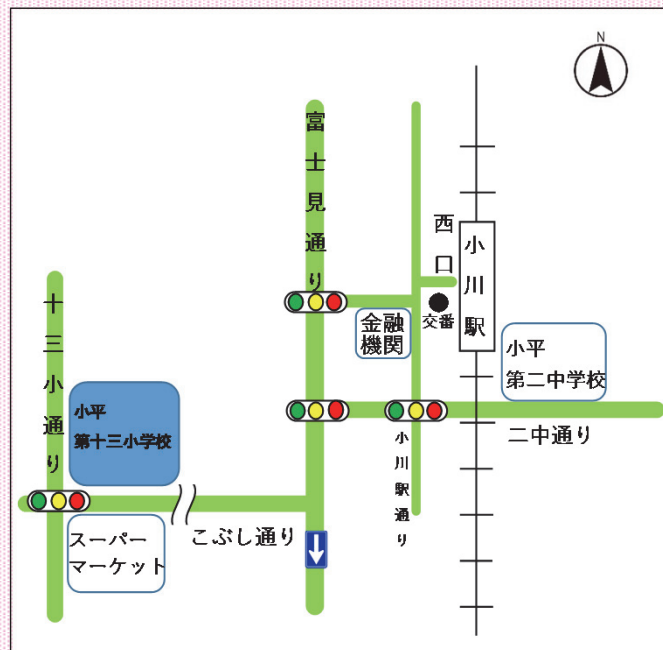 N
富士見通り
西口
小川駅
交番
金融
機関
小平
第二中学校
十三小通り
小平
第十三小学校
二中通り
小川駅通り
こぶし通り
スーパー
マーケット